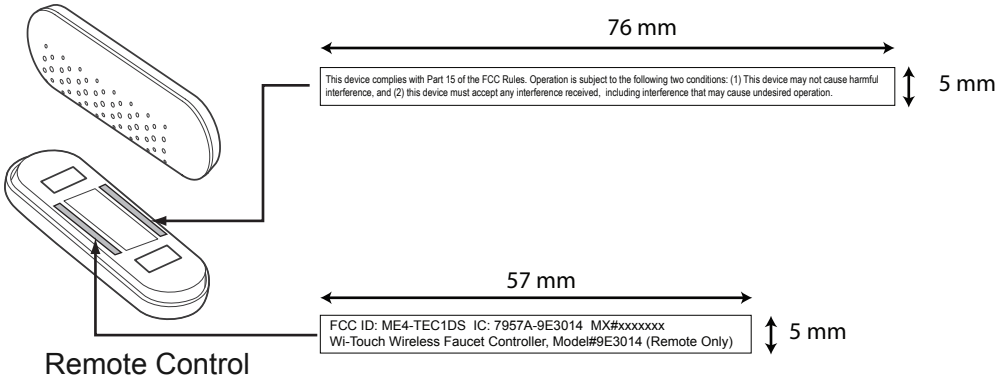 76 mm
This device complies with Part 15 of the FCC Rules. Operation is subject to the following two conditions: (1) This device may not cause harmful
interference, and (2) this device must accept any interference received, including interference that may cause undesired operation.
5 mm
57 mm
FCC ID: ME4-TEC1DS IC: 7957A-9E3014 MX#xxxxxxx
Wi-Touch Wireless Faucet Controller, Model#9E3014 (Remote Only)
5 mm
Remote Control